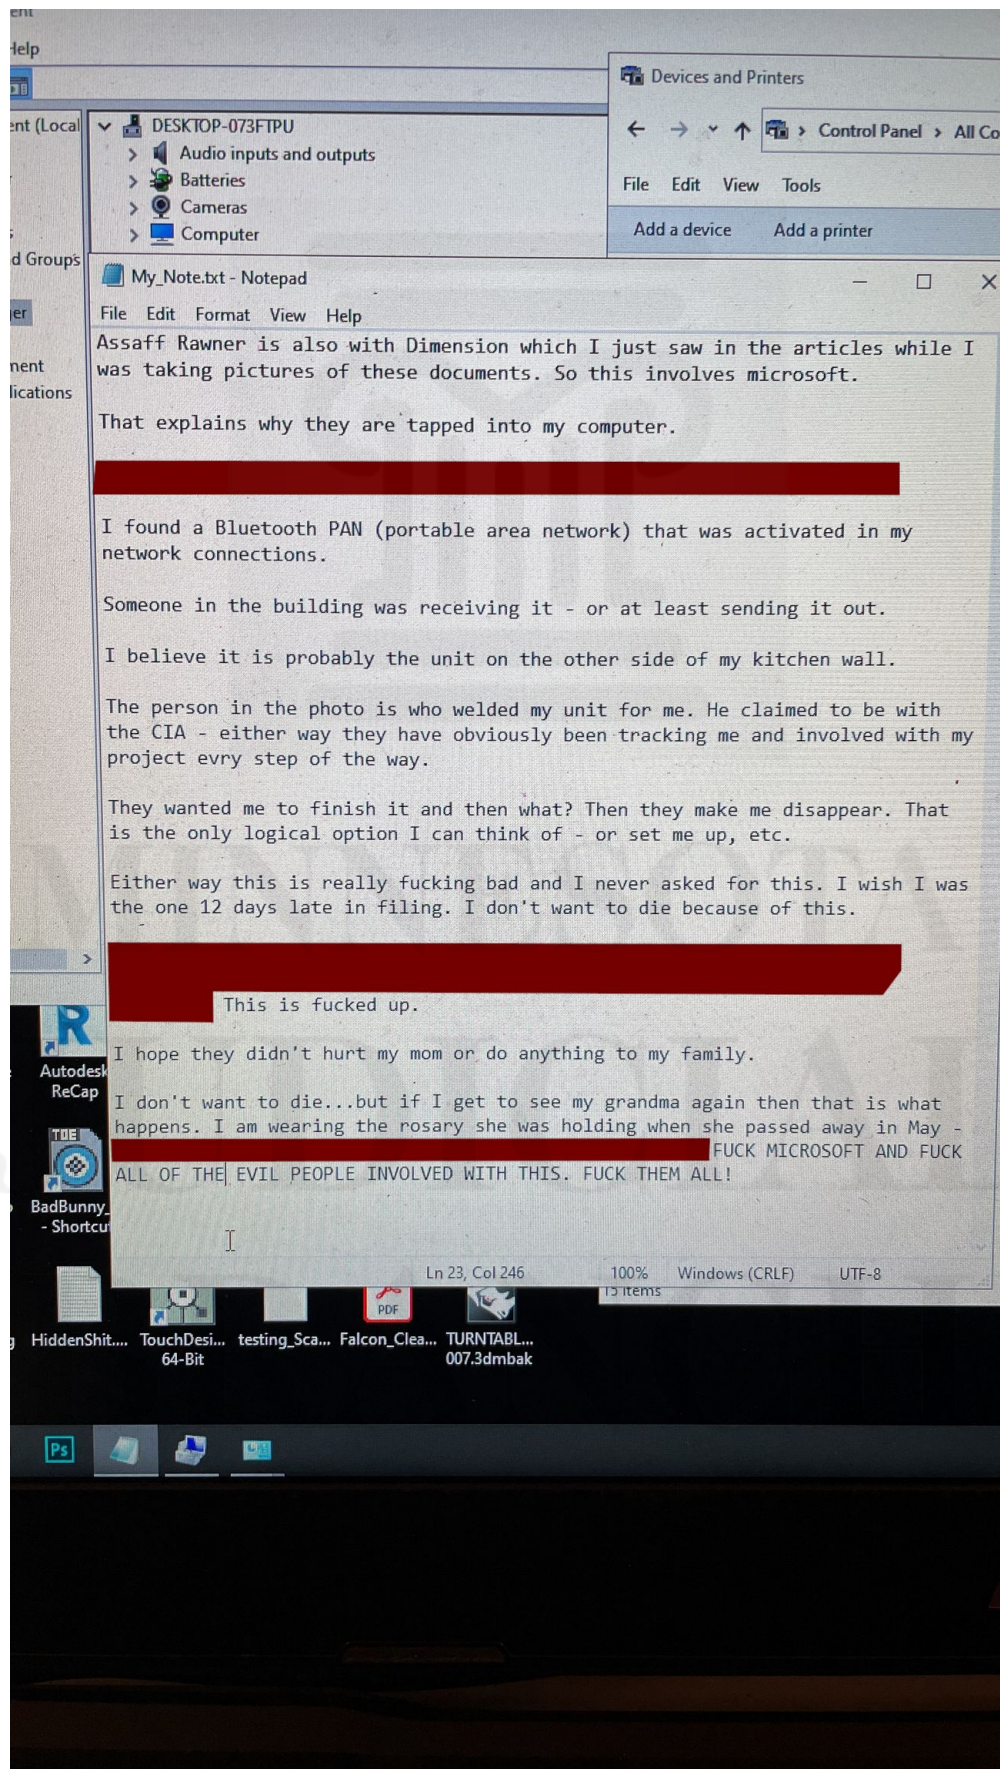 ent
Help
Devices and Printers
ent (Local
DESKTOP-073FTPU
Control Panel > All Co
Audio inputs and outputs
Batteries
File Edit View Tools
Cameras
Computer
Add a device Add a printer
d Groups
My_Note.txt - Notepad
er
File Edit Format View Help
ment
lications
Assaff Rawner is also with Dimension which I just saw in the articles while I
was taking pictures of these documents. So this involves microsoft.
That explains why they are tapped into my computer.
I found a Bluetooth PAN (portable area network) that was activated in my
network connections.
Someone in the building was receiving it - or at least sending it out.
I believe it is probably the unit on the other side of my kitchen wall.
The person in the photo is who welded my unit for me. He claimed to be with
the CIA - either way they have obviously been tracking me and involved with my
project evry step of the way.
They wanted me to finish it and then what? Then they make me disappear. That
is the only logical option I can think of - or set me up, etc.
Either way this is really fucking bad and I never asked for this. I wish I was
the one 12 days late in filing. I don't want to die because of this.
This is fucked up.
I hope they didn't hurt my mom or do anything to my family.
I don't want to die...but if I get to see my grandma again then that is what
happens. I am wearing the rosary she was holding when she passed away in May -
FUCK MICROSOFT AND FUCK
ALL OF THE EVIL PEOPLE INVOLVED WITH THIS. FUCK THEM ALL!
Ln 23, Col 246 100% Windows (CRLF) UTF-8
15 items
MINNESOTA
JUDICIAL
Autodesk
ReCap
TOE
BadBunny_
- Shortcu
HiddenShit....
TouchDesi...
64-Bit
testing_Sca...
PDF
Falcon_Clea...
TURNTABL...
007.3dmbak
Ps